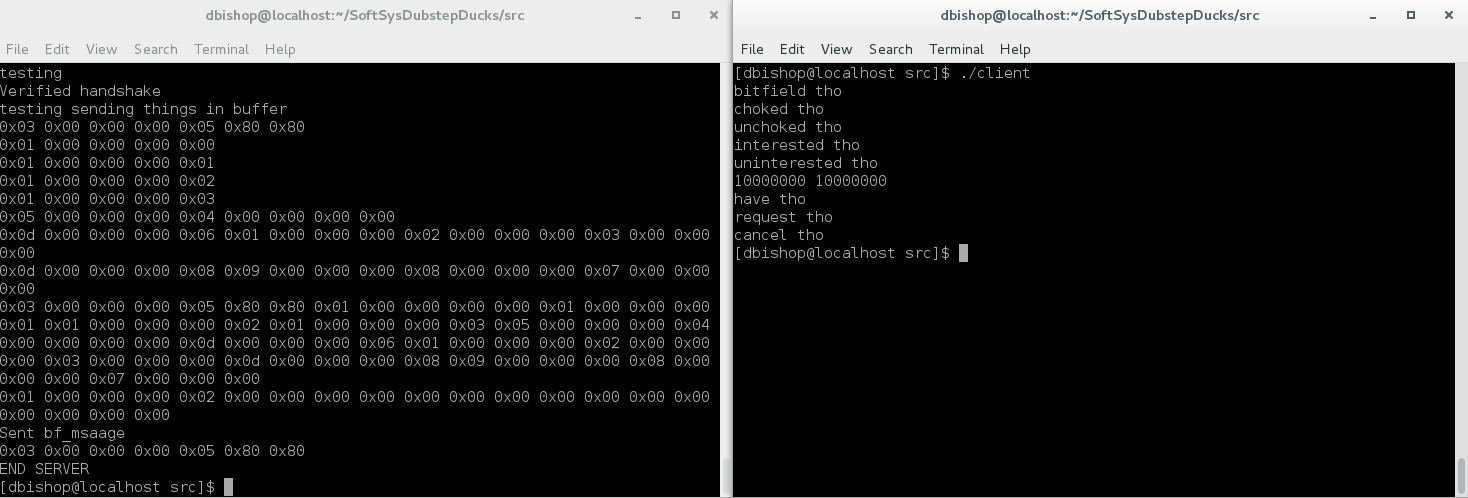 dbishop@localhost:~/SoftSysDubstepDucks/src
File Edit View Search Terminal Help
testing
Verified handshake
testing sending things in buffer
0x03 0x00 0x00 0x00 0x05 0x80 0x80
0x01 0x00 0x00 0x00 0x00
0x01 0x00 0x00 0x00 0x01
0x01 0x00 0x00 0x00 0x02
0x01 0x00 0x00 0x00 0x03
0x05 0x00 0x00 0x00 0x04 0x00 0x00 0x00 0x00
0x0d 0x00 0x00 0x00 0x06 0x01 0x00 0x00 0x00 0x02 0x00 0x00 0x00 0x03 0x00 0x00
0x00
0x0d 0x00 0x00 0x00 0x08 0x09 0x00 0x00 0x00 0x08 0x00 0x00 0x00 0x07 0x00 0x00
0x00
0x03 0x00 0x00 0x00 0x05 0x80 0x80 0x01 0x00 0x00 0x00 0x00 0x01 0x00 0x00 0x00
0x01 0x01 0x00 0x00 0x00 0x02 0x01 0x00 0x00 0x00 0x03 0x05 0x00 0x00 0x00 0x04
0x00 0x00 0x00 0x00 0x0d 0x00 0x00 0x00 0x06 0x01 0x00 0x00 0x00 0x02 0x00 0x00
0x00 0x03 0x00 0x00 0x00 0x0d 0x00 0x00 0x00 0x08 0x09 0x00 0x00 0x00 0x08 0x00
0x00 0x00 0x07 0x00 0x00 0x00
0x01 0x00 0x00 0x00 0x02 0x00 0x00 0x00 0x00 0x00 0x00 0x00 0x00 0x00 0x00 0x00
0x00 0x00 0x00 0x00
Sent bf_msaage
0x03 0x00 0x00 0x00 0x05 0x80 0x80
END SERVER
[dbishop@localhost src]$
dbishop@localhost:~/SoftSysDubstepDucks/src
File Edit View Search Terminal Help
[dbishop@localhost src]$ ./client
bitfield tho
choked tho
unchoked tho
interested tho
uninterested tho
10000000 10000000
have tho
request tho
cancel tho
[dbishop@localhost src]$